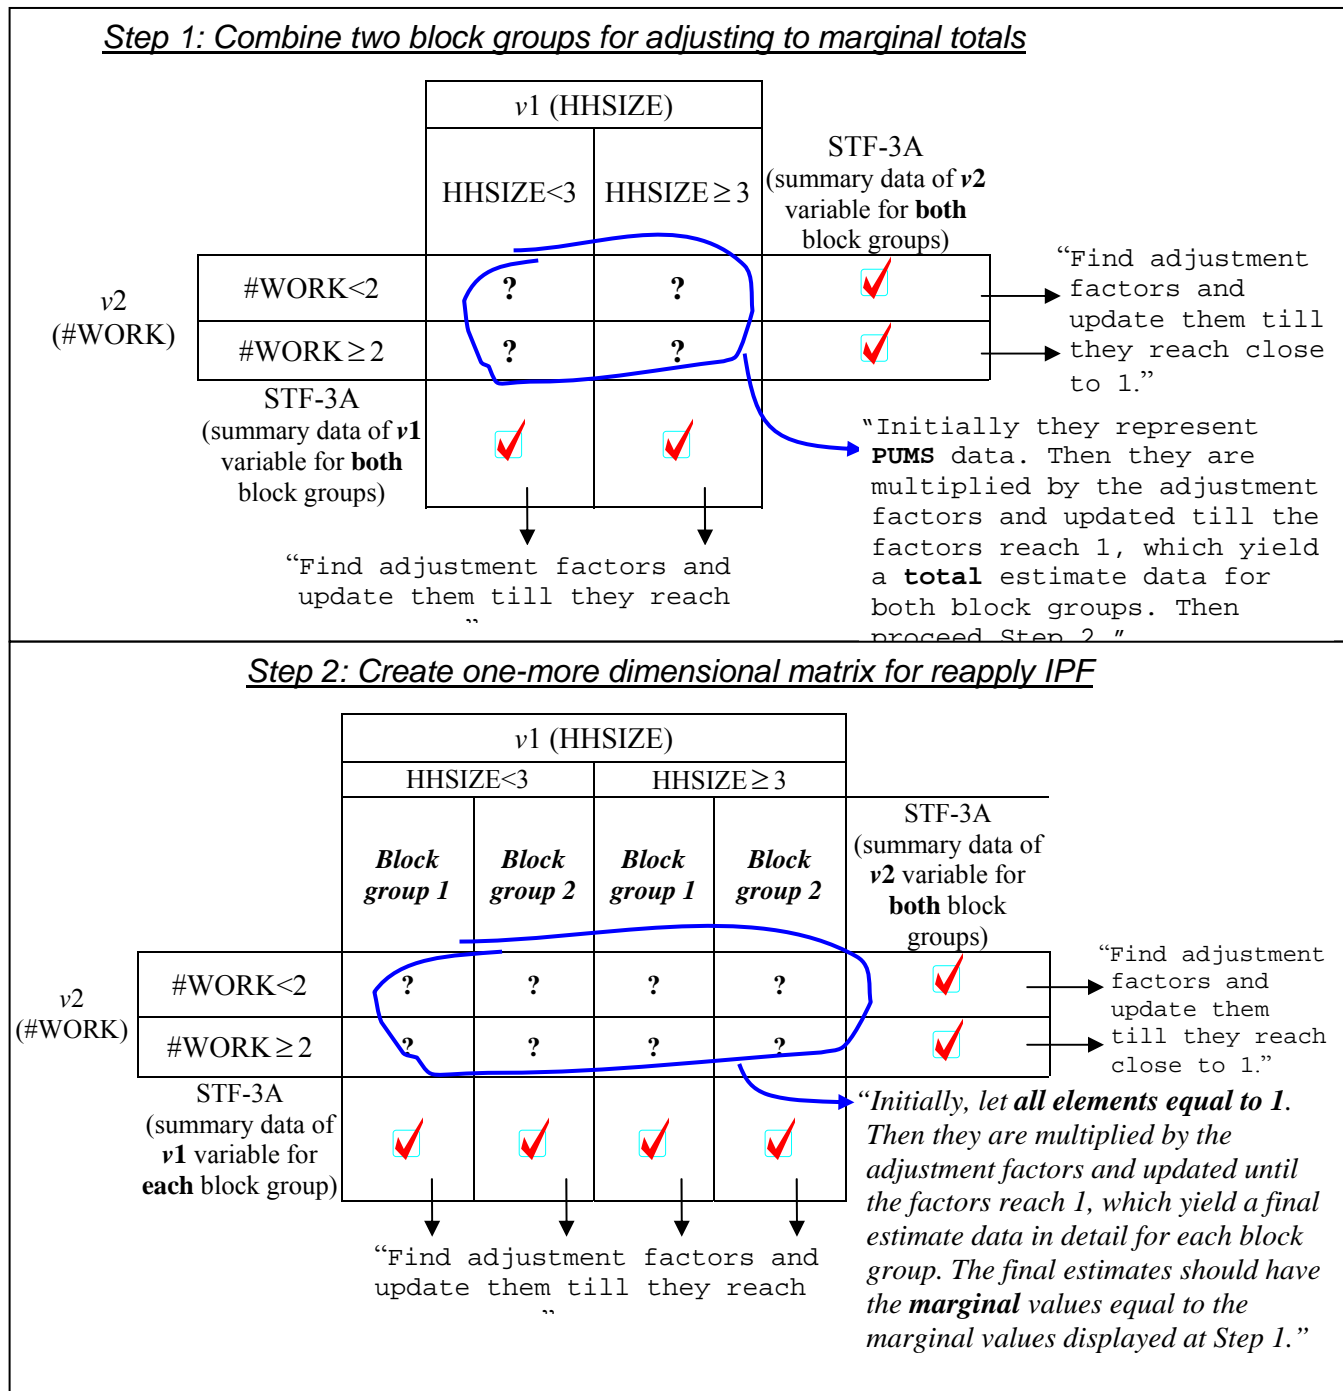 Step 1: Combine two block groups for adjusting to marginal totals
v1 (HHSIZE)
HHSIZE<3
HHSIZE ≥ 3
STF-3A
(summary data of v2
variable for both
block groups)
v2
(#WORK)
#WORK<2
?
?
#WORK ≥ 2
?
?
“Find adjustment
factors and
update them till
they reach close
to 1.”
STF-3A
(summary data of v1
variable for both
block groups)
“Find adjustment factors and
update them till they reach
”
“Initially they represent
PUMS data. Then they are
multiplied by the adjustment
factors and updated till the
factors reach 1, which yield
a total estimate data for
both block groups. Then
proceed Step 2.”
Step 2: Create one-more dimensional matrix for reapply IPF
v1 (HHSIZE)
HHSIZE<3
HHSIZE ≥ 3
Block
group 1
Block
group 2
Block
group 1
Block
group 2
STF-3A
(summary data of
v2 variable for
both block
groups)
v2
(#WORK)
#WORK<2
?
?
?
?
#WORK ≥ 2
?
?
?
?
“Find adjustment
factors and
update them
till they reach
close to 1.”
STF-3A
(summary data of
v1 variable for
each block group)
“Find adjustment factors and
update them till they reach
”
“Initially, let all elements equal to 1.
Then they are multiplied by the
adjustment factors and updated until
the factors reach 1, which yield a final
estimate data in detail for each block
group. The final estimates should have
the marginal values equal to the
marginal values displayed at Step 1.”